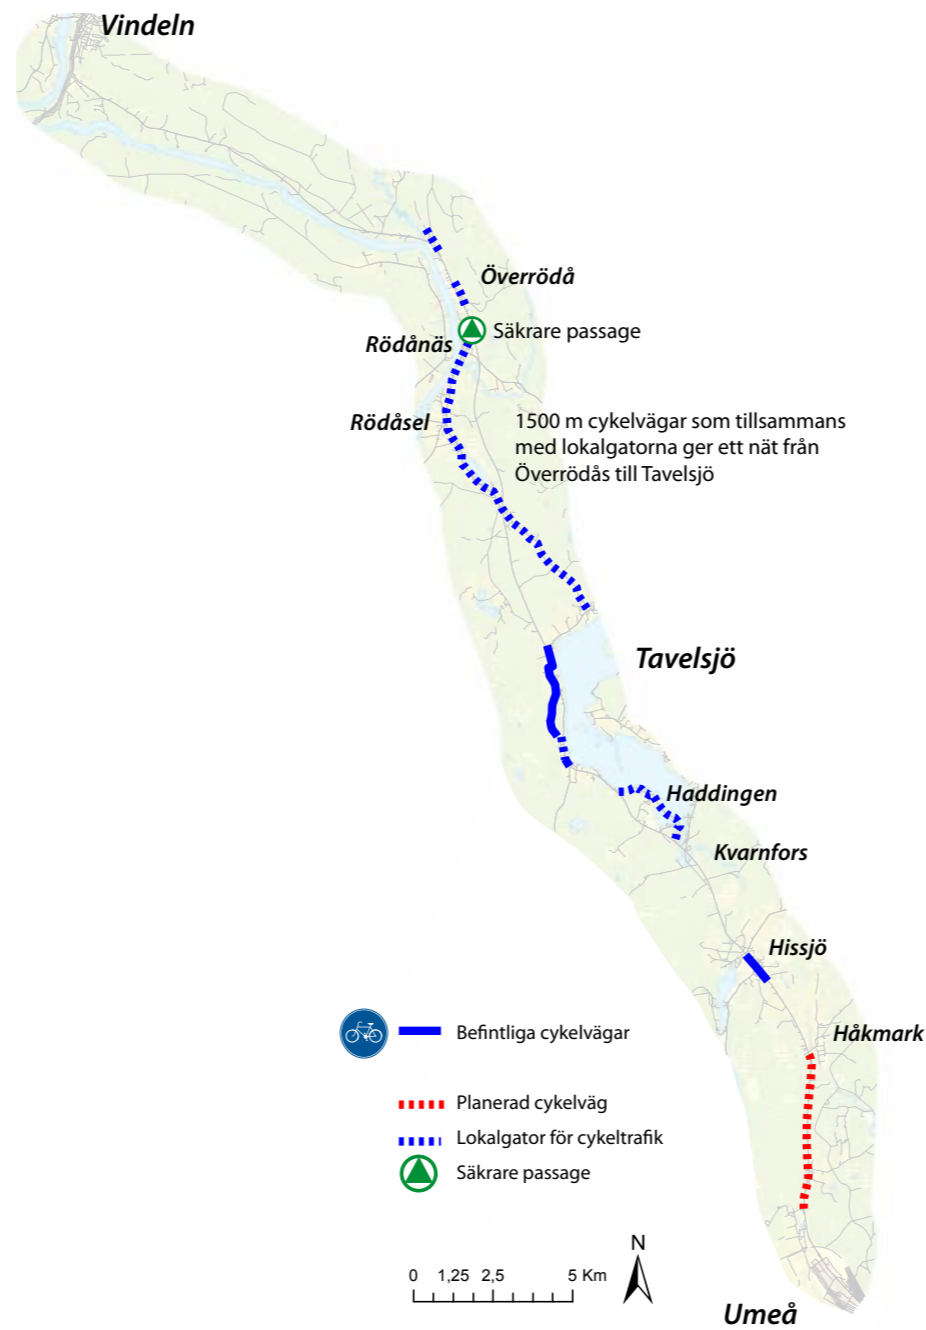 Vindeln
Överrödå
Säkrare passage
Rödånäs
Rödåsel
1500 m cykelvägar som tillsammans
med lokalgatorna ger ett nät från
Överrödås till Tavelsjö
Tavelsjö
Haddingen
Kvarnfors
Hissjö
Håkmark
Befintliga cykelvägar
Planerad cykelväg
Lokalgator för cykeltrafik
Säkrare passage
N
0 1,25 2,5 5 Km
Umeå